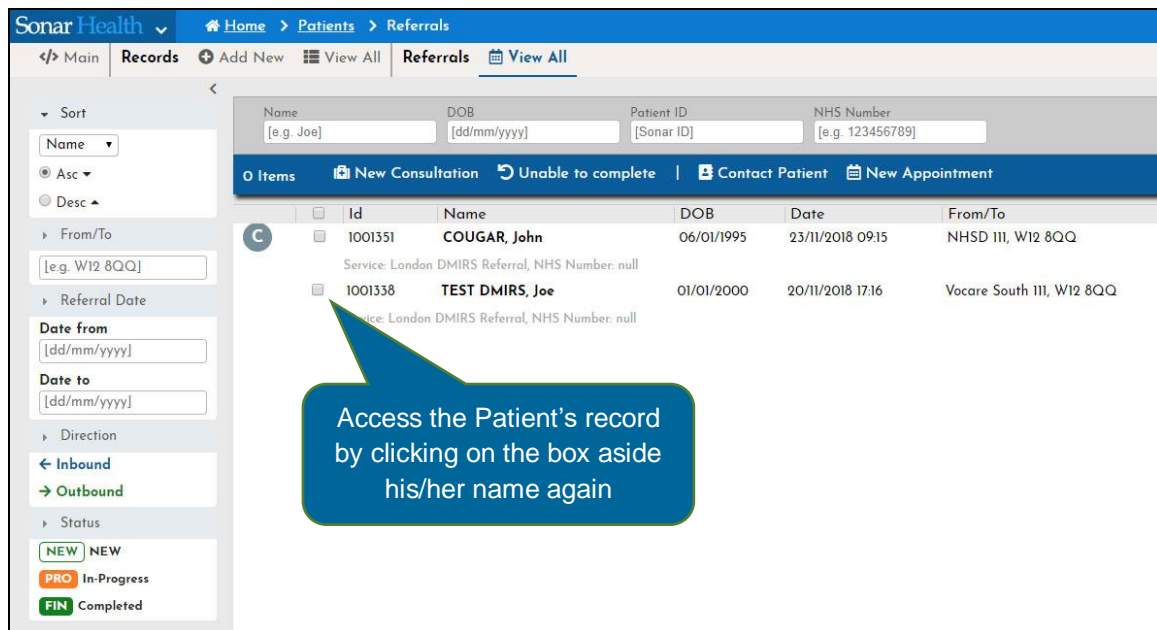 Sonar Health Home > Patients > Referrals
</> Main Records Add New View All Referrals View All
<
Sort
Name
Asc
Desc
From/To
[e.g. W12 8QQ]
Referral Date
Date from
[dd/mm/yyyy]
Date to
[dd/mm/yyyy]
Direction
← Inbound
→ Outbound
Status
NEW NEW
PRO In-Progress
FIN Completed
Name DOB Patient ID NHS Number
[e.g. Joe] [dd/mm/yyyy] [Sonar ID] [e.g. 123456789]
0 Items New Consultation Unable to complete | Contact Patient New Appointment
Id Name DOB Date From/To
C 1001351 COUGAR, John 06/01/1995 23/11/2018 09:15 NHSD 111, W12 8QQ
Service: London DMIRS Referral, NHS Number: null
1001338 TEST DMIRS, Joe 01/01/2000 20/11/2018 17:16 Vocare South 111, W12 8QQ
London DMIRS Referral, NHS Number: null
Access the Patient's record
by clicking on the box aside
his/her name again